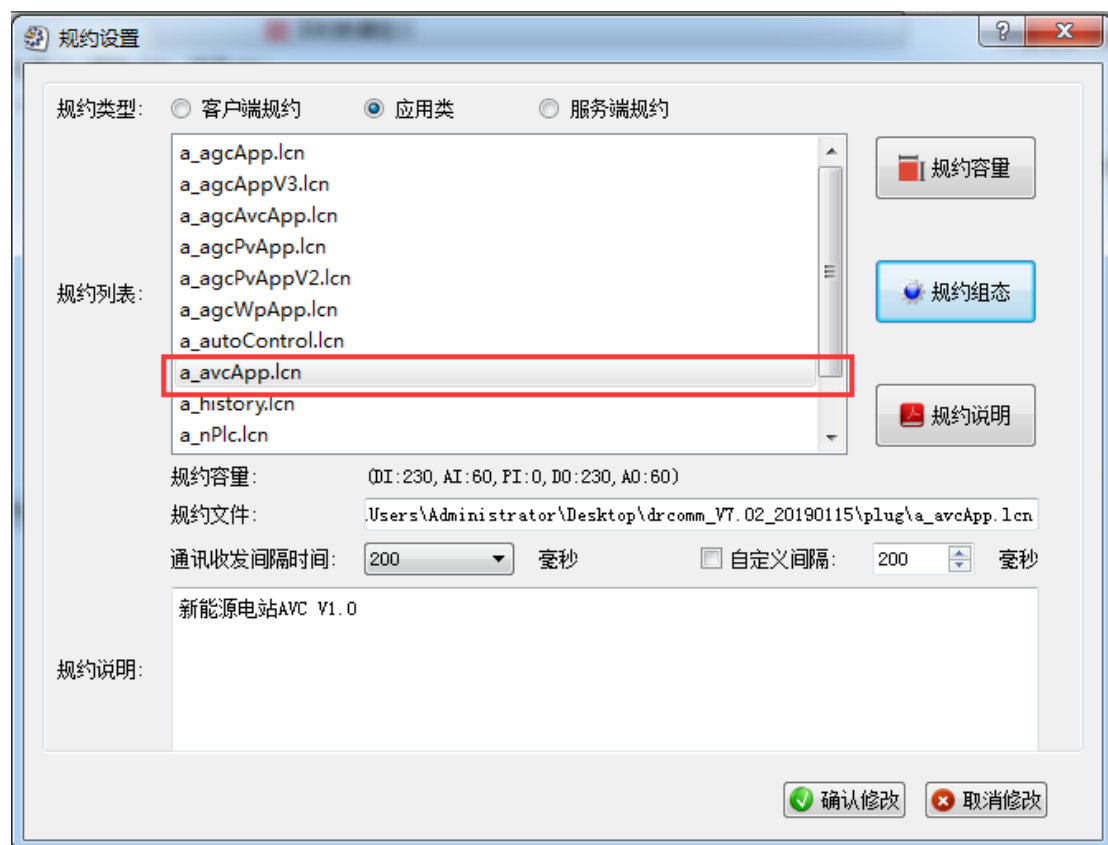 规约设置
规约类型: 客户端规约 应用类 服务端规约
a_agcApp.lcn
a_agcAppV3.lcn
a_agcAvcApp.lcn
a_agcPvApp.lcn
a_agcPvAppV2.lcn
a_agcWpApp.lcn
a_autoControl.lcn
a_avcApp.lcn
a_history.lcn
a_nPlc.lcn
规约列表:
规约容里
规约组态
规约说明
规约容里: (DI:230, AI:60, PI:0, DO:230, AO:60)
规约文件: .Users\Administrator\Desktop\drcomm_V7.02_20190115\plug\a_avcApp.lcn
通讯收发间隔时间: 200 毫秒 自定义间隔: 200 毫秒
规约说明: 新能源电站AVC V1.0
确认修改 取消修改